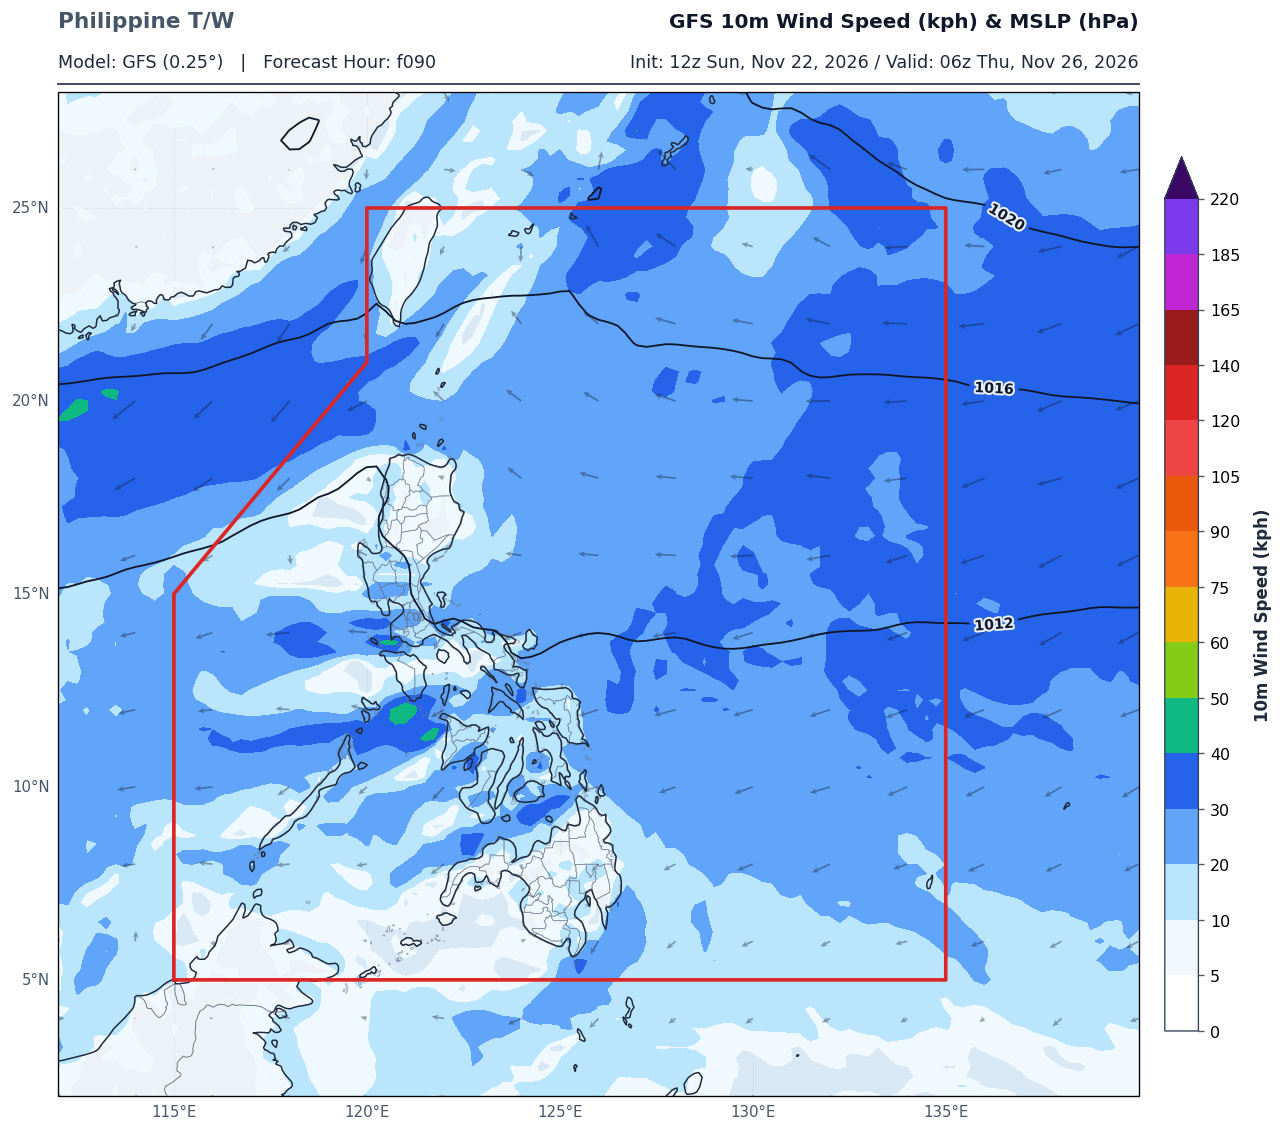 Philippine T/W
GFS 10m Wind Speed (kph) & MSLP (hPa)
Model: GFS (0.25°)   |   Forecast Hour: f090
Init: 12z Sun, Nov 22, 2026 / Valid: 06z Thu, Nov 26, 2026
25°N
20°N
15°N
10°N
5°N
1020
1016
1012
115°E
120°E
125°E
130°E
135°E
220
185
165
140
120
105
90
75
60
50
40
30
20
10
5
0
10m Wind Speed (kph)